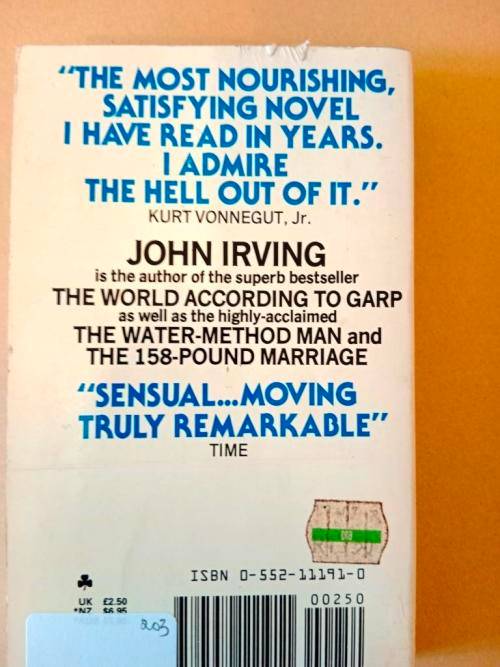 “THE MOST NOURISHING,
SATISFYING NOVEL
I HAVE READ IN YEARS.
I ADMIRE
THE HELL OUT OF IT.”
KURT VONNEGUT, Jr.
JOHN IRVING
is the author of the superb bestseller
THE WORLD ACCORDING TO GARP
as well as the highly-acclaimed
THE WATER-METHOD MAN and
THE 158-POUND MARRIAGE
“SENSUAL...MOVING
TRULY REMARKABLE”
TIME
ISBN 0-552-11191-0
00250
UK £2.50
*NZ $6.95
203